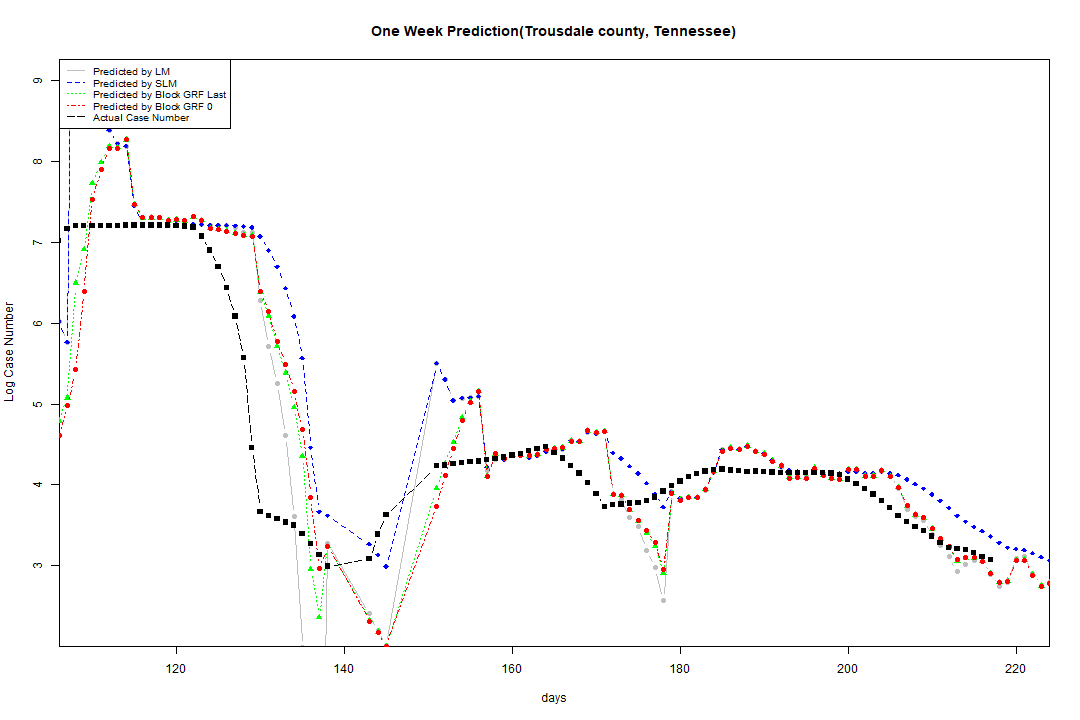 One Week Prediction(Trousdale county, Tennessee)
Predicted by LM
Predicted by SLM
Predicted by Block GRF Last
Predicted by Block GRF 0
Actual Case Number
9
8
7
6
5
4
3
Log Case Number
120 140 160 180 200 220
days